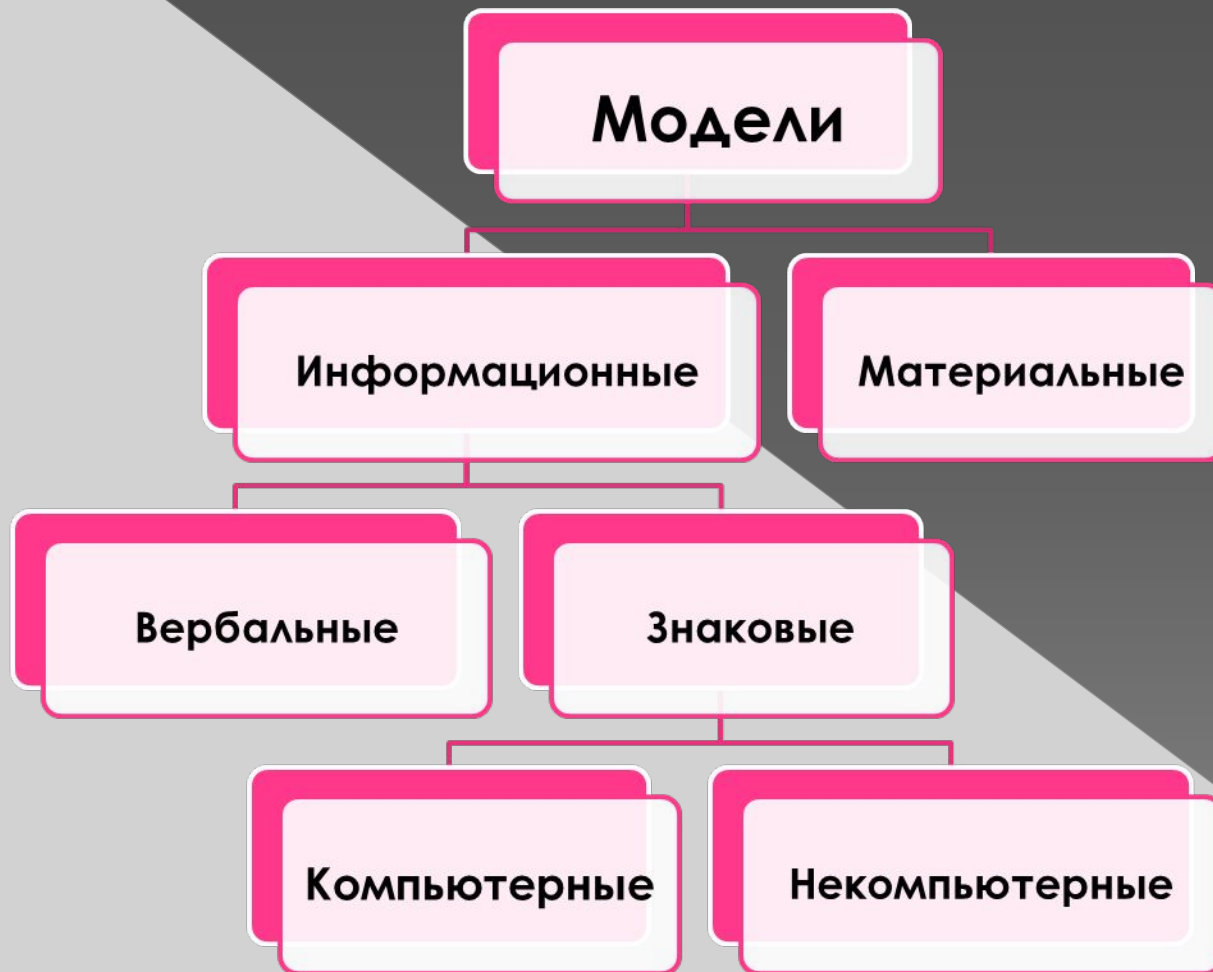 Модели
Информационные
Материальные
Вербальные
Знаковые
Компьютерные
Некомпьютерные